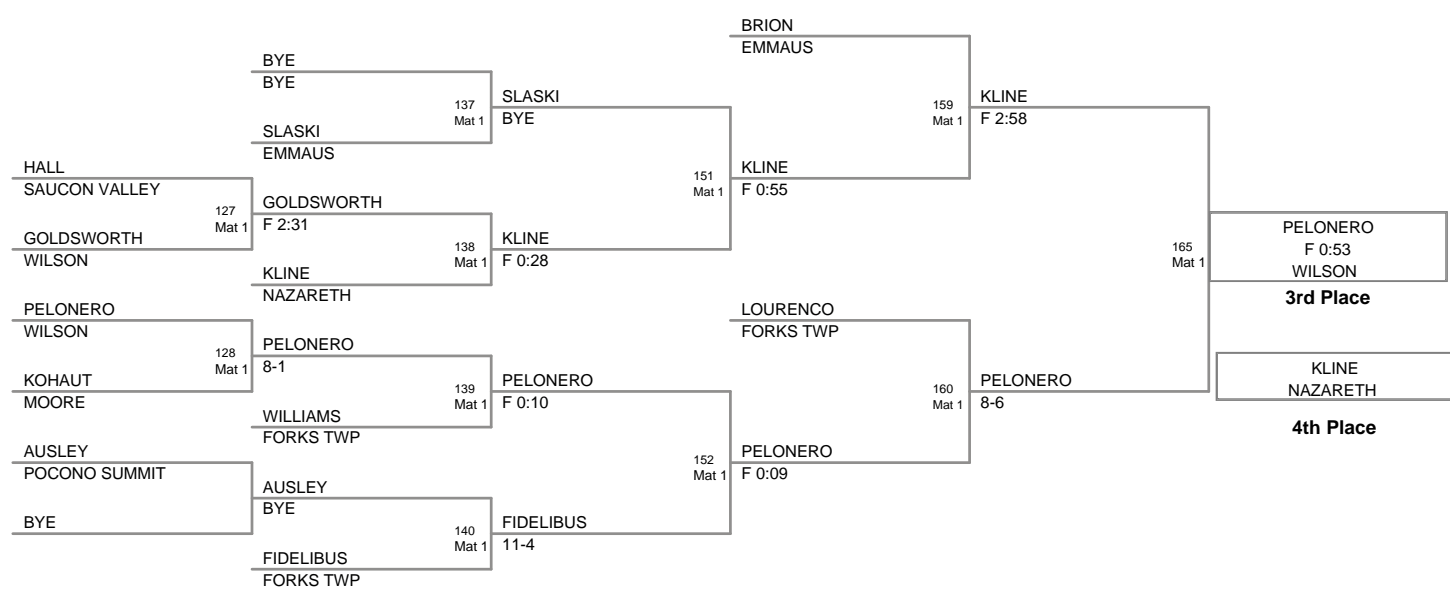 BRION
EMMAUS
BYE
BYE
137
Mat 1
SLASKI
BYE
159
Mat 1
KLINE
F 2:58
SLASKI
EMMAUS
HALL
SAUCON VALLEY
151
Mat 1
KLINE
F 0:55
127
Mat 1
GOLDSWORTH
F 2:31
GOLDSWORTH
WILSON
138
Mat 1
KLINE
F 0:28
165
Mat 1
PELONERO
F 0:53
WILSON
3rd Place
KLINE
NAZARETH
PELONERO
WILSON
LOURENCO
FORKS TWP
128
Mat 1
PELONERO
8-1
KOHAUT
MOORE
139
Mat 1
PELONERO
F 0:10
160
Mat 1
PELONERO
8-6
KLINE
NAZARETH
4th Place
WILLIAMS
FORKS TWP
AUSLEY
POCONO SUMMIT
152
Mat 1
PELONERO
F 0:09
AUSLEY
BYE
BYE
140
Mat 1
FIDELIBUS
11-4
FIDELIBUS
FORKS TWP